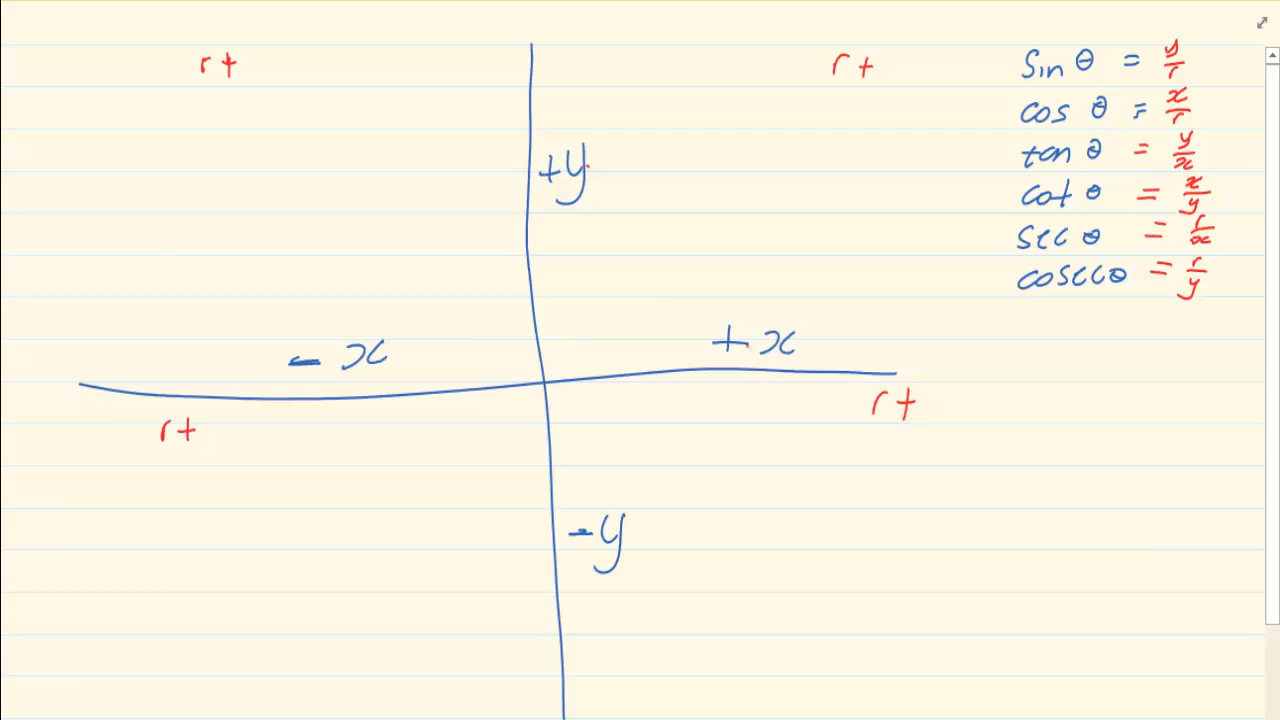 r +
r +
sin θ = y/r
cos θ = x/r
tan θ = y/x
cot θ = x/y
sec θ = r/x
cosec θ = r/y
+y
- x
+ x
r +
r +
-y